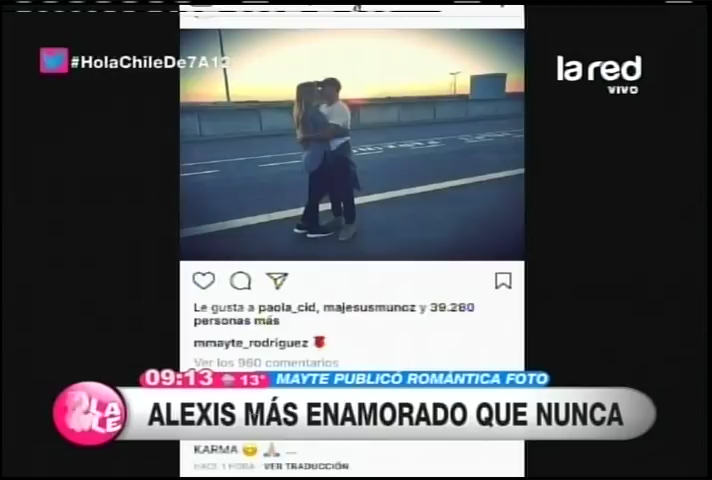 #HolaChileDe7A12
la red
VIVO
Le gusta a paola_cid, majesusmunoz y 39.280
personas más
mmayte_rodriguez
Ver los 960 comentarios
09:13 13° MAYTE PUBLICÓ ROMÁNTICA FOTO
ALEXIS MÁS ENAMORADO QUE NUNCA
KARMA
HACE 1 HORA · VER TRADUCCIÓN